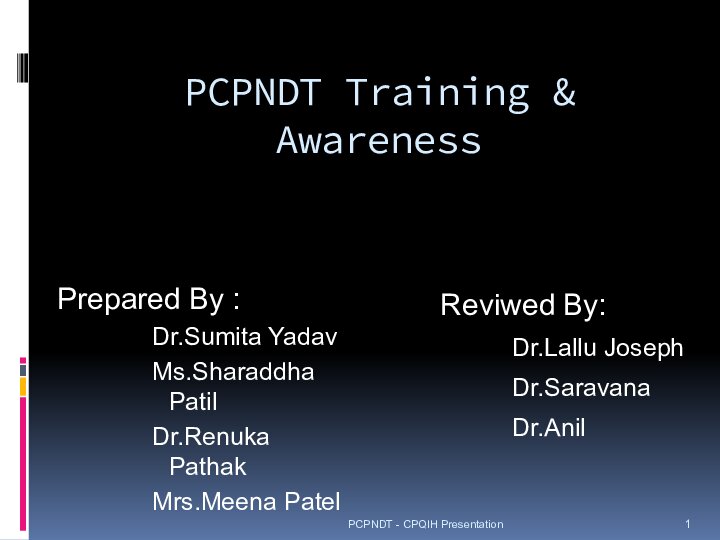 PCPNDT Training &
Awareness
Prepared By :
Dr.Sumita Yadav
Ms.Sharaddha
Patil
Dr.Renuka
Pathak
Mrs.Meena Patel
Reviwed By:
Dr.Lallu Joseph
Dr.Saravana
Dr.Anil
PCPNDT - CPQIH Presentation
1